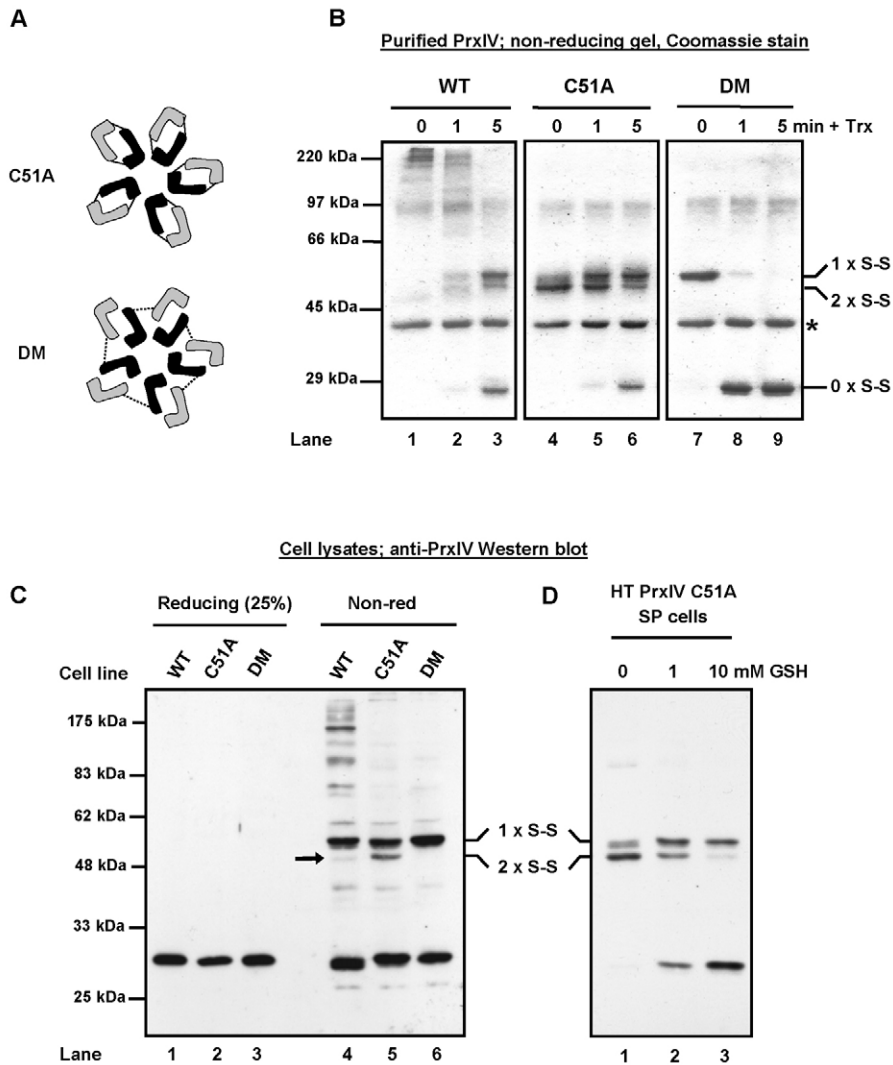 A
C51A
DM
B
Purified PrxIV; non-reducing gel, Coomassie stain
WT C51A DM
0 1 5 0 1 5 0 1 5 min + Trx
220 kDa
97 kDa
66 kDa
45 kDa
29 kDa
1 x S-S
2 x S-S
*
0 x S-S
Lane 1 2 3 4 5 6 7 8 9
Cell lysates; anti-PrxIV Western blot
C
Reducing (25%) Non-red
Cell line WT C51A DM WT C51A DM
175 kDa
83 kDa
62 kDa
48 kDa
33 kDa
25 kDa
1 x S-S
2 x S-S
Lane 1 2 3 4 5 6
D
HT PrxIV C51A
SP cells
0 1 10 mM GSH
1 2 3